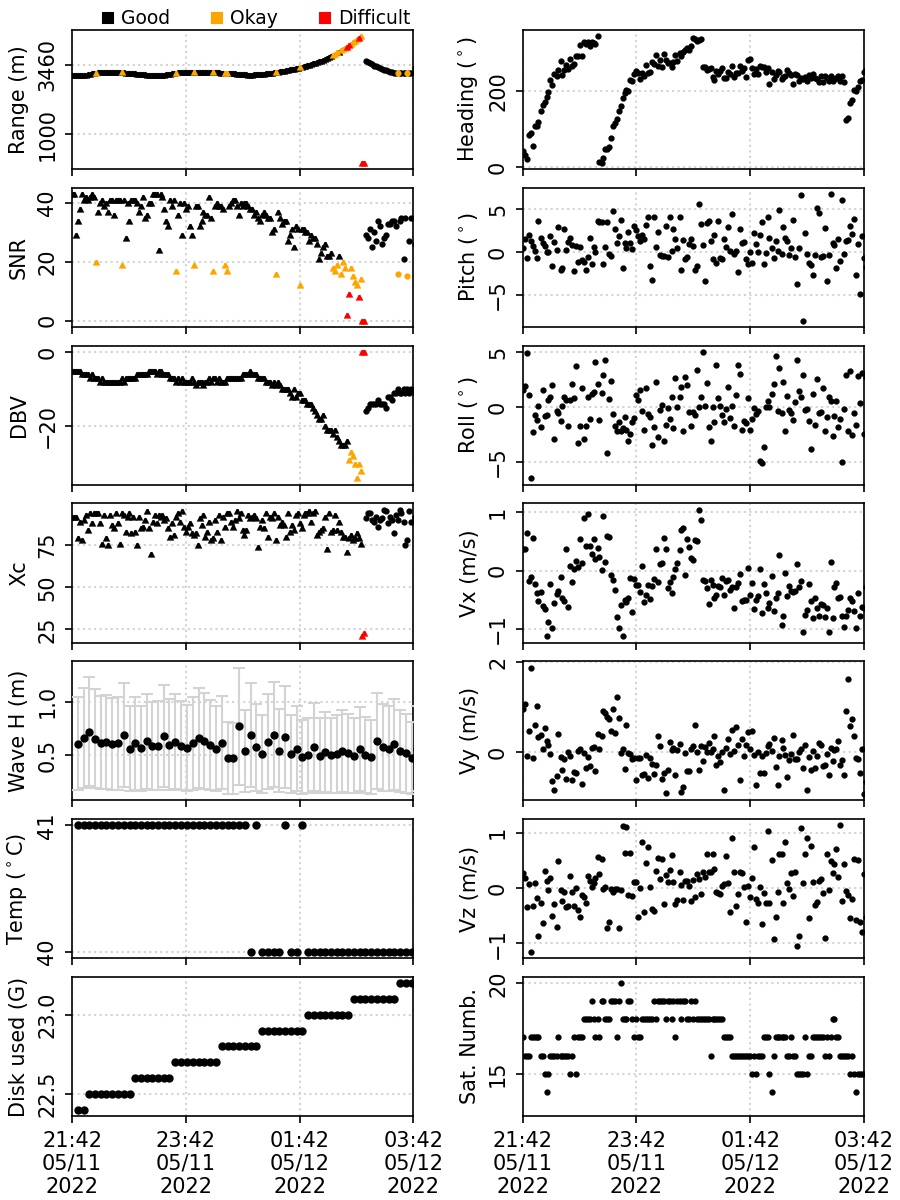 Good Okay Difficult
Range (m)
3460
1000
Heading (°)
200
0
SNR
40
20
0
Pitch (°)
5
0
−5
DBV
0
−20
Roll (°)
5
0
−5
Xc
75
50
25
Vx (m/s)
1
0
−1
Wave H (m)
1.0
0.5
Vy (m/s)
2
0
Temp (°C)
41
40
Vz (m/s)
1
0
−1
Disk used (G)
23.0
22.5
Sat. Numb.
20
15
21:42 23:42 01:42 03:42
05/11 05/11 05/12 05/12
2022 2022 2022 2022
21:42 23:42 01:42 03:42
05/11 05/11 05/12 05/12
2022 2022 2022 2022